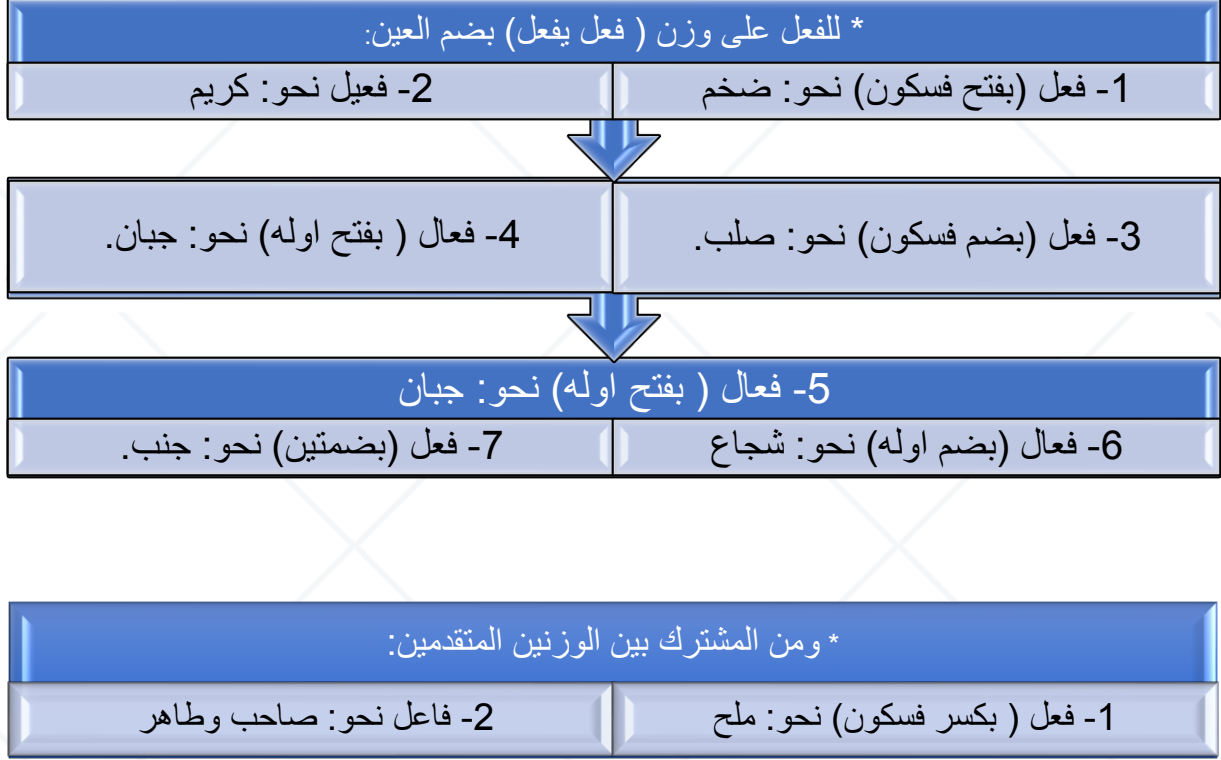 * للفعل على وزن ( فعل يفعل) بضم العين:
1- فعل (بفتح فسكون) نحو: ضخم
2- فعيل نحو: كريم
3- فعل (بضم فسكون) نحو: صلب.
4- فعال ( بفتح اوله) نحو: جبان.
5- فعال ( بفتح اوله) نحو: جبان
6- فعال (بضم اوله) نحو: شجاع
7- فعل (بضمتين) نحو: جنب.
* ومن المشترك بين الوزنين المتقدمين:
1- فعل ( بكسر فسكون) نحو: ملح
2- فاعل نحو: صاحب وطاهر